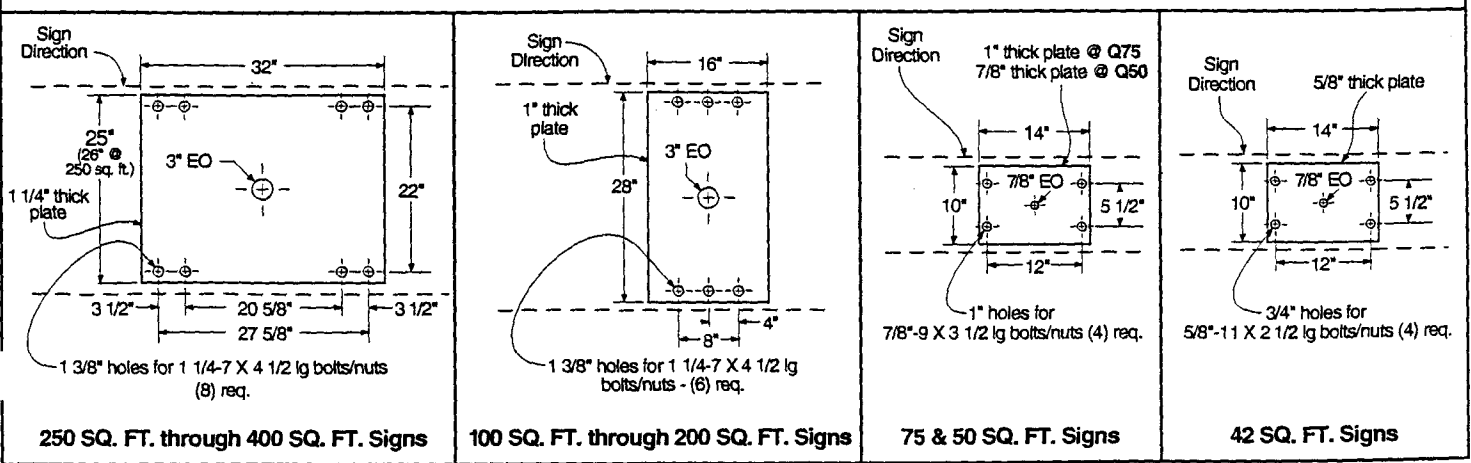 Sign
Direction
32"
25"
(26" @
250 sq. ft.)
3" EO
22"
1 1/4" thick
plate
3 1/2"
20 5/8"
3 1/2"
27 5/8"
1 3/8" holes for 1 1/4-7 X 4 1/2 lg bolts/nuts
(8) req.
250 SQ. FT. through 400 SQ. FT. Signs
Sign
Direction
16"
1" thick
plate
3" EO
28"
4"
8"
1 3/8" holes for 1 1/4-7 X 4 1/2 lg
bolts/nuts - (6) req.
100 SQ. FT. through 200 SQ. FT. Signs
Sign
Direction
1" thick plate @ Q75
7/8" thick plate @ Q50
14"
7/8" EO
10"
5 1/2"
12"
1" holes for
7/8"-9 X 3 1/2 lg bolts/nuts (4) req.
75 & 50 SQ. FT. Signs
Sign
Direction
5/8" thick plate
14"
7/8" EO
10"
5 1/2"
12"
3/4" holes for
5/8"-11 X 2 1/2 lg bolts/nuts (4) req.
42 SQ. FT. Signs